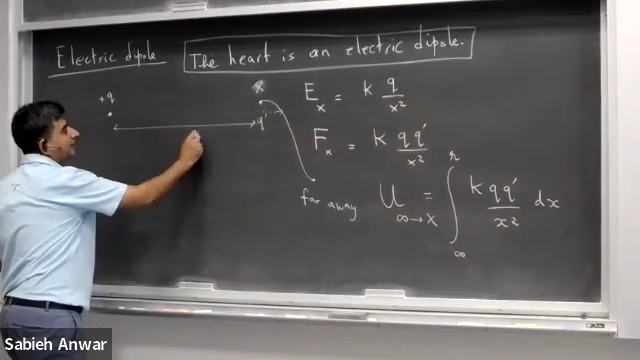 Electric dipole
The heart is an electric dipole.
+q
x
q'
E_x = k q/x²
F_x = k qq'/x²
far away
U_∞→x = ∫_∞^r k qq'/x² dx
Sabieh Anwar